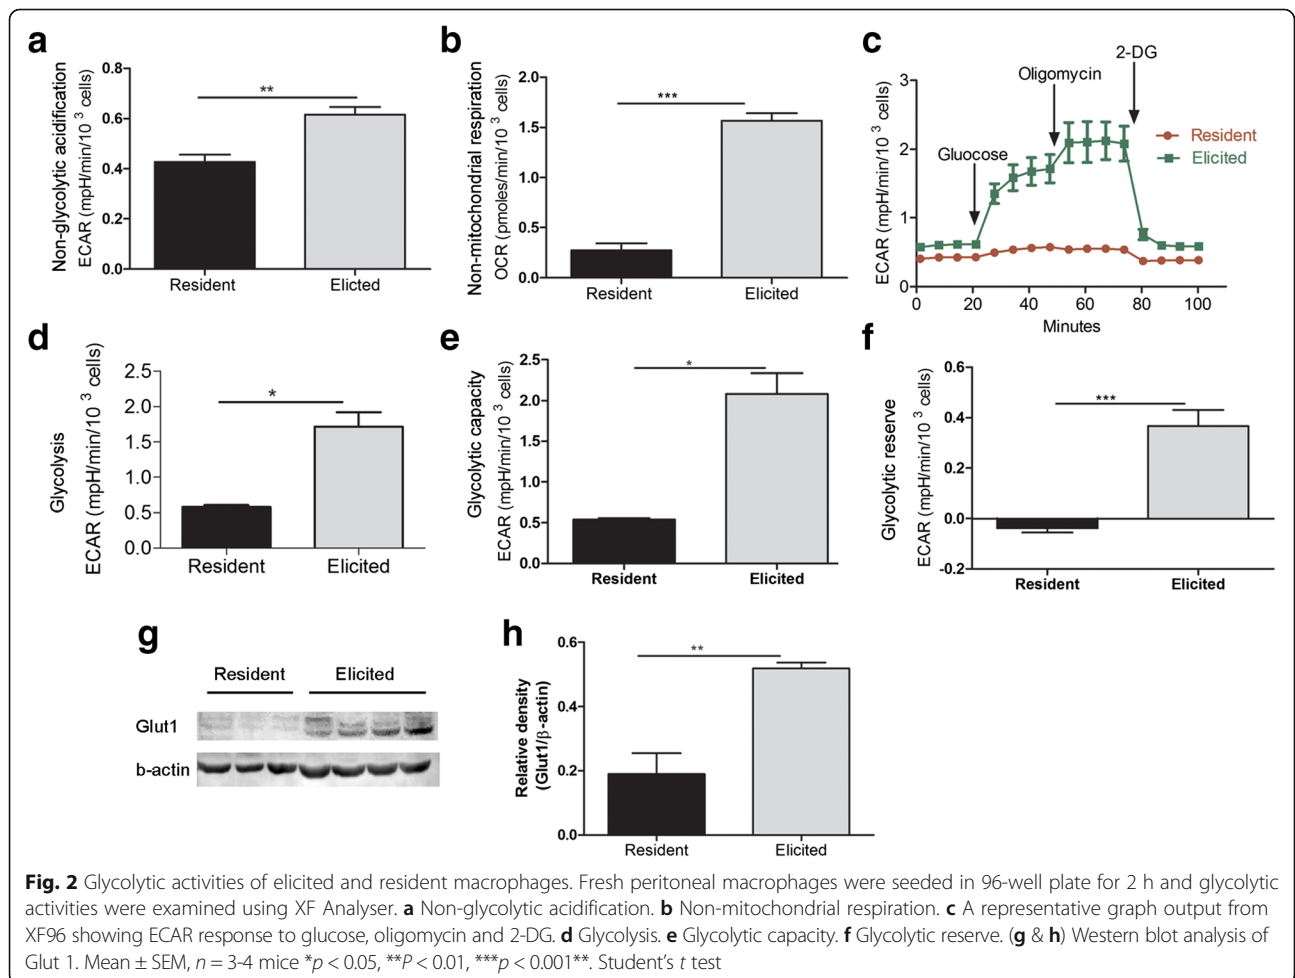 a
Non-glycolytic acidification
ECAR (mpH/min/10 3 cells)
0.8
0.6
0.4
0.2
0.0
**
Resident
Elicted
b
Non-mitochondrial respiration
OCR (pmoles/min/10 3 cells)
2.0
1.5
1.0
0.5
0.0
***
Resident
Elicited
c
ECAR (mpH/min/10 3 cells)
3
2
1
0
Gluocose
Oligomycin
2-DG
Resident
Elicited
0 20 40 60 80 100
Minutes
d
Glycolysis
ECAR (mpH/min/10 3 cells)
2.5
2.0
1.5
1.0
0.5
0.0
*
Resident
Elicited
e
Glycolytic capacity
ECAR (mpH/min/10 3 cells)
2.5
2.0
1.5
1.0
0.5
0.0
*
Resident
Elicited
f
Glycolytic reserve
ECAR (mpH/min/10 3 cells)
0.6
0.4
0.2
0.0
-0.2
***
Resident
Elicited
g
Resident
Elicited
Glut1
b-actin
h
Relative density
(Glut1/β-actin)
0.6
0.4
0.2
0.0
**
Resident
Elicited
Fig. 2 Glycolytic activities of elicited and resident macrophages. Fresh peritoneal macrophages were seeded in 96-well plate for 2 h and glycolytic
activities were examined using XF Analyser. a Non-glycolytic acidification. b Non-mitochondrial respiration. c A representative graph output from
XF96 showing ECAR response to glucose, oligomycin and 2-DG. d Glycolysis. e Glycolytic capacity. f Glycolytic reserve. (g & h) Western blot analysis of
Glut 1. Mean ± SEM, n = 3-4 mice *p < 0.05, **P < 0.01, ***p < 0.001**. Student's t test